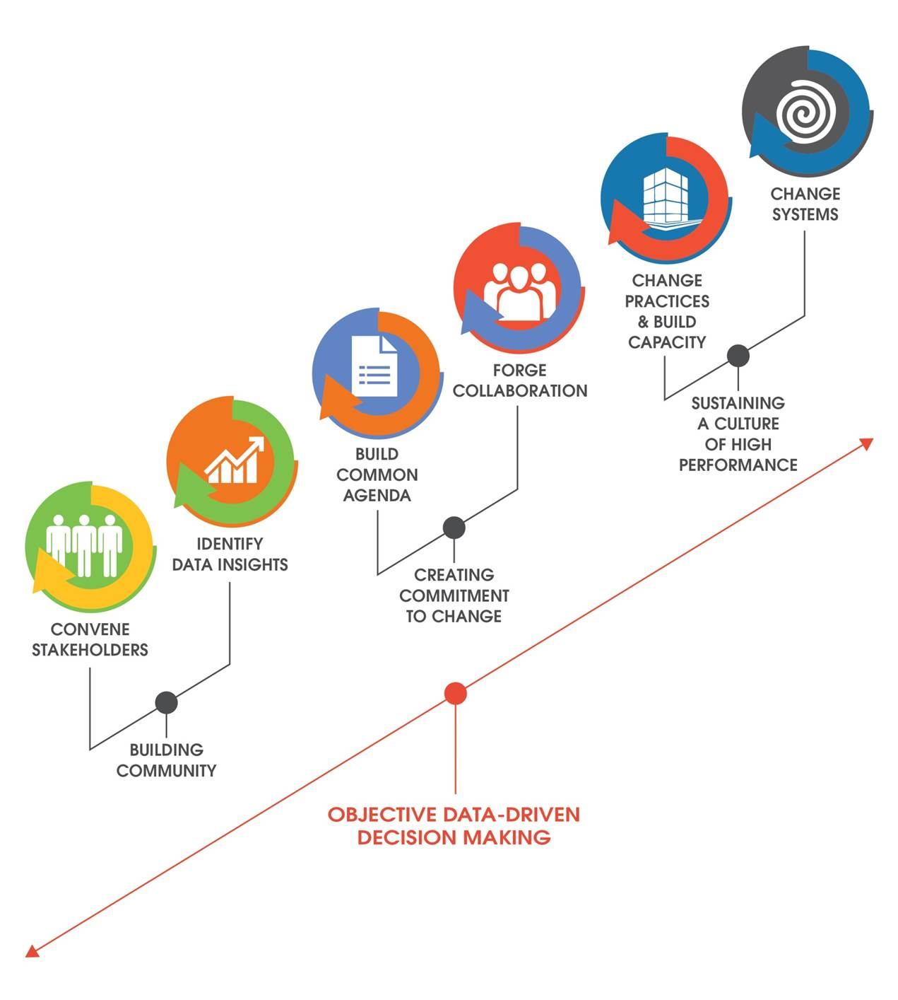 CONVENE
STAKEHOLDERS
IDENTIFY
DATA INSIGHTS
BUILDING
COMMUNITY
BUILD
COMMON
AGENDA
FORGE
COLLABORATION
CREATING
COMMITMENT
TO CHANGE
CHANGE
PRACTICES
& BUILD
CAPACITY
CHANGE
SYSTEMS
SUSTAINING
A CULTURE
OF HIGH
PERFORMANCE
OBJECTIVE DATA-DRIVEN
DECISION MAKING